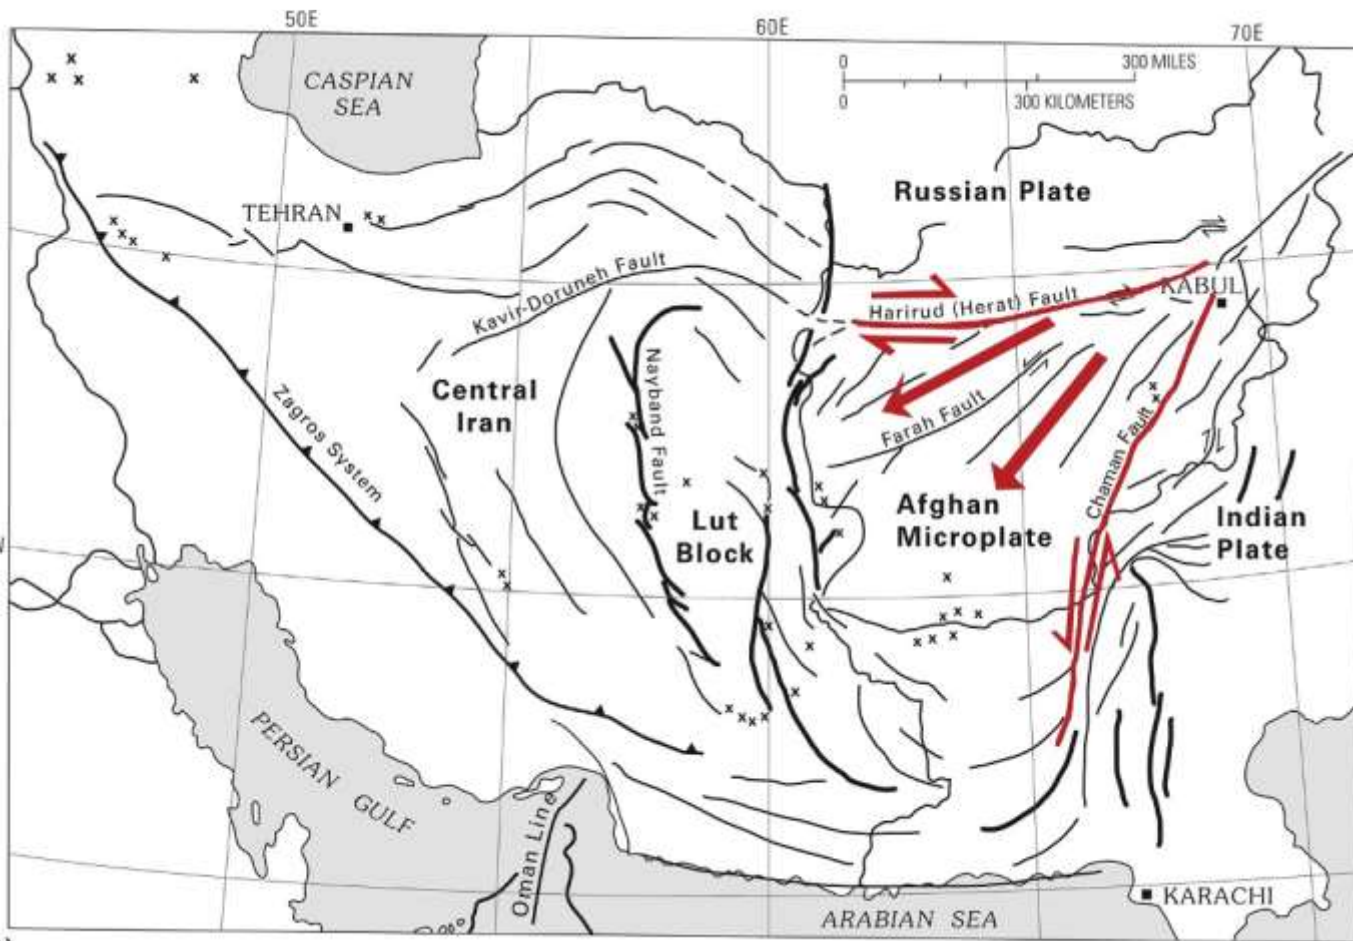 50E
60E
70E
0
300 MILES
0
300 KILOMETERS
CASPIAN
SEA
Russian Plate
TEHRAN
KABUL
Kavir-Doruneh Fault
Harirud (Herat) Fault
Central
Iran
Nayband Fault
Zagros System
Farah Fault
Chaman Fault
Lut
Block
Afghan
Microplate
Indian
Plate
PERSIAN GULF
Oman Line
KARACHI
ARABIAN SEA